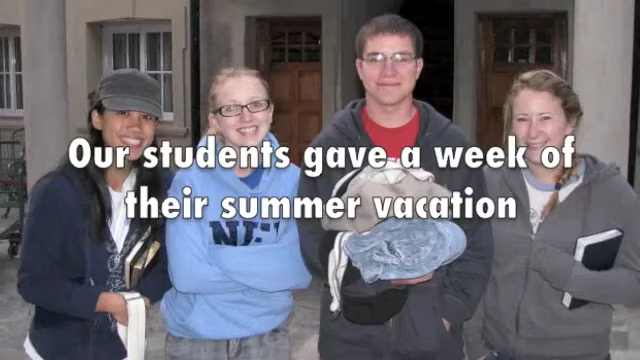 Our students gave a week of
their summer vacation